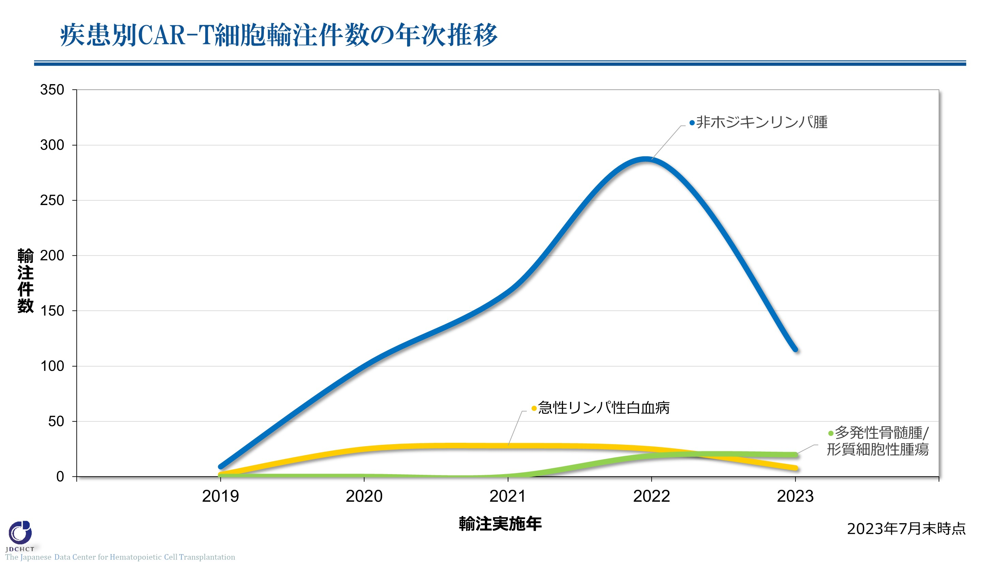 疾患別CAR-T細胞輸注件数の年次推移
350
300
250
200
150
100
50
0
輸注件数
•非ホジキンリンパ腫
•急性リンパ性白血病
•多発性骨髄腫/
形質細胞性腫瘍
2019
2020
2021
2022
2023
輸注実施年
2023年7月末時点
JDCHCT
The Japanese Data Center for Hematopoietic Cell Transplantation